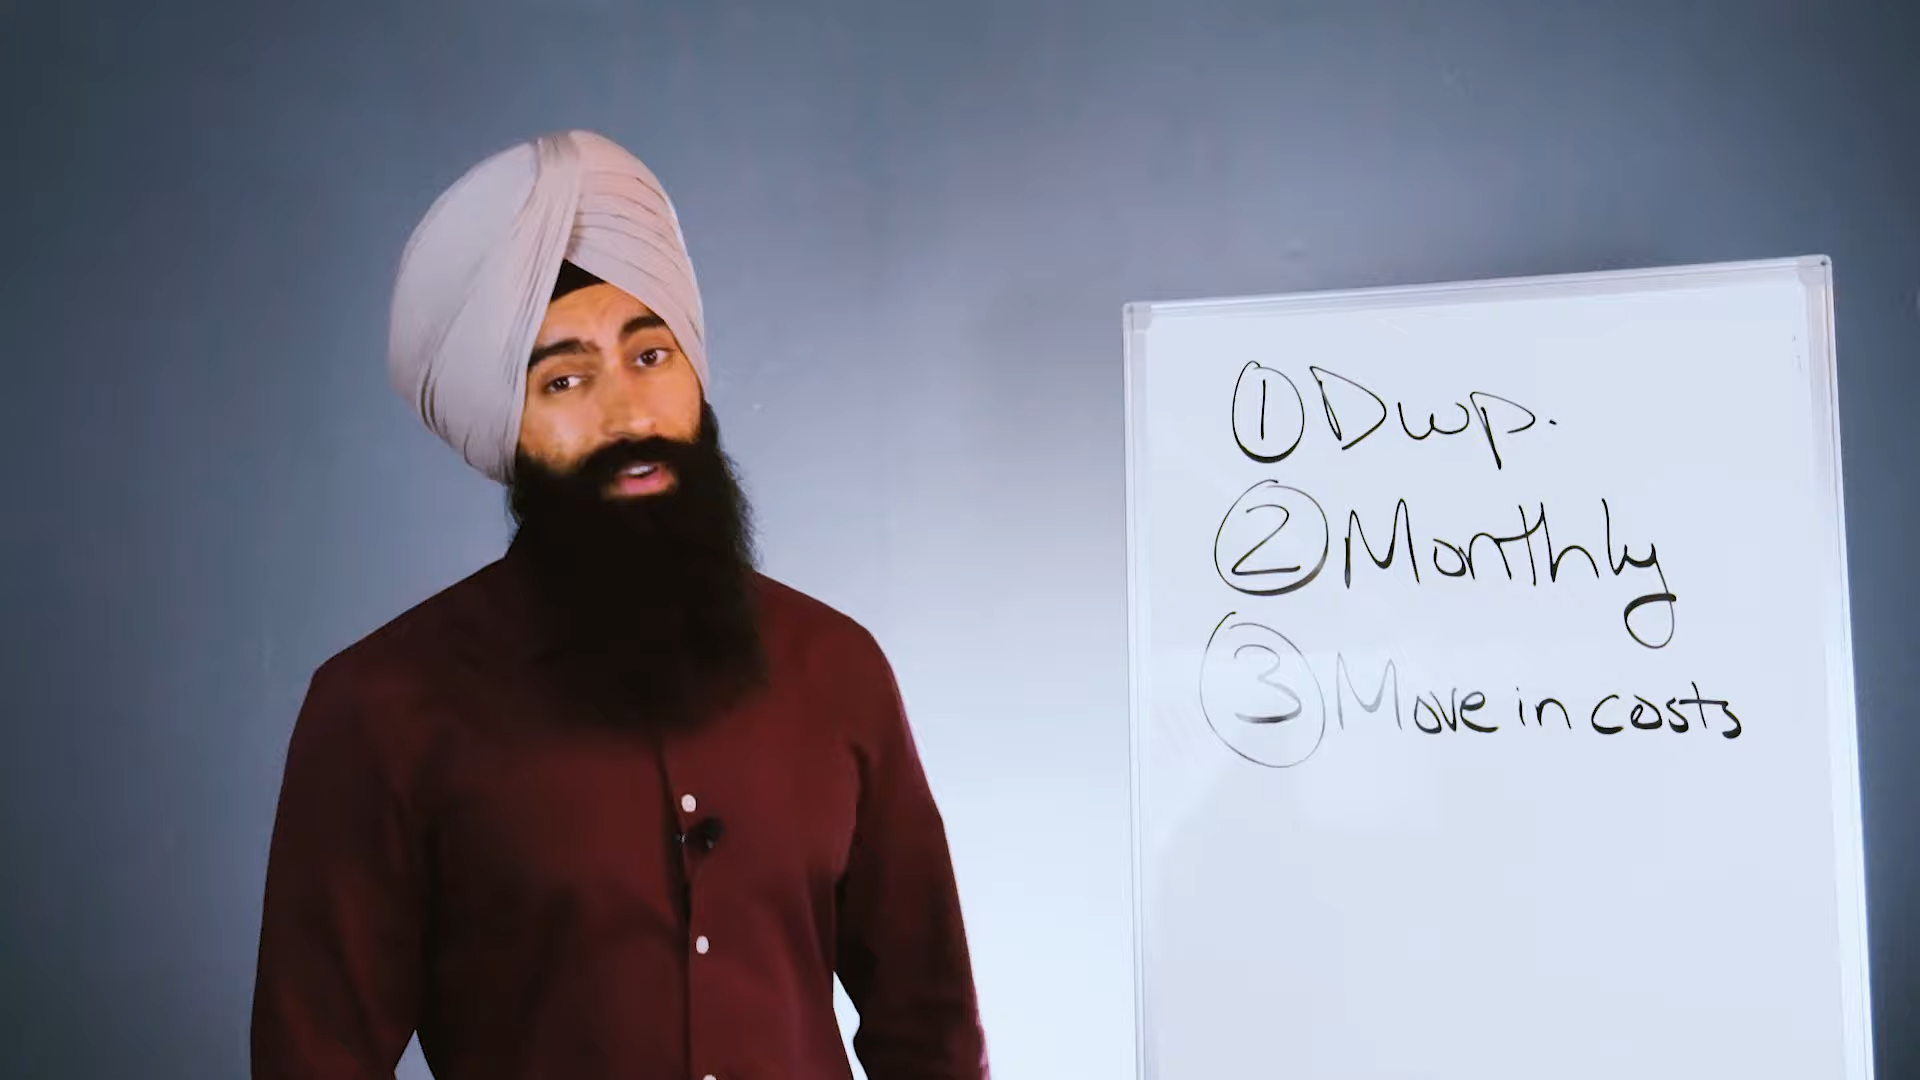 ① Dwp.
② Monthly
③ Move in costs